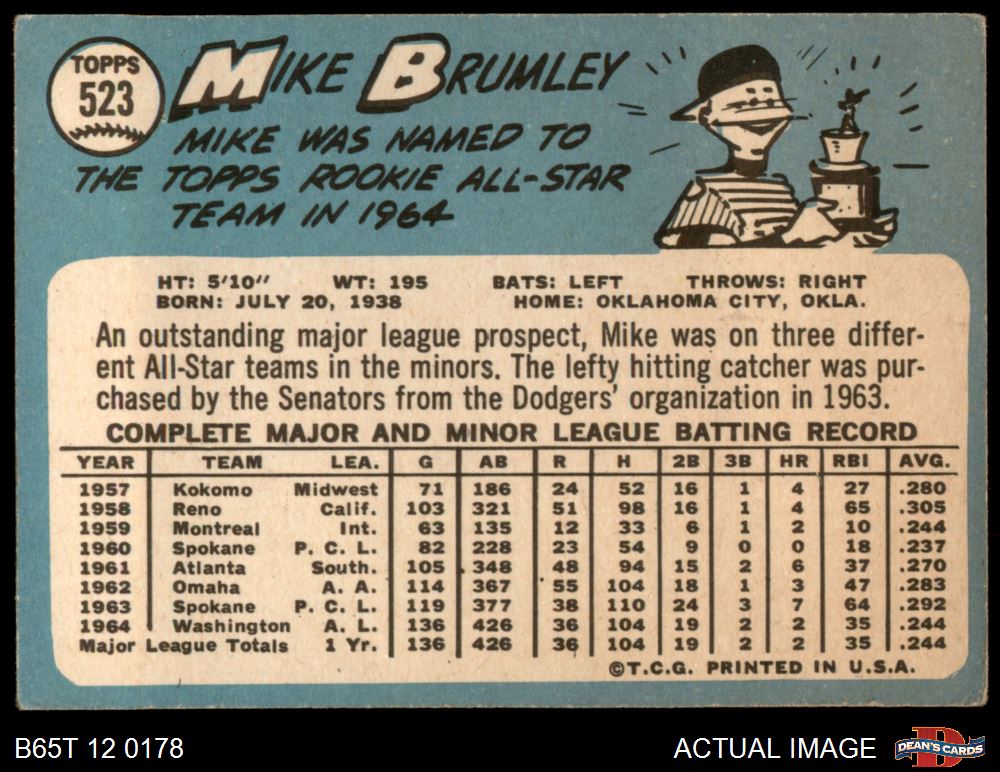 TOPPS
523
MIKE BRUMLEY
MIKE WAS NAMED TO
THE TOPPS ROOKIE ALL-STAR
TEAM IN 1964
HT: 5'10" WT: 195 BATS: LEFT THROWS: RIGHT
BORN: JULY 20, 1938 HOME: OKLAHOMA CITY, OKLA.
An outstanding major league prospect, Mike was on three differ-
ent All-Star teams in the minors. The lefty hitting catcher was pur-
chased by the Senators from the Dodgers' organization in 1963.
COMPLETE MAJOR AND MINOR LEAGUE BATTING RECORD
YEAR TEAM LEA. G AB R H 2B 3B HR RBI AVG.
1957 Kokomo Midwest 71 186 24 52 16 1 4 27 .280
1958 Reno Calif. 103 321 51 98 16 1 4 65 .305
1959 Montreal Int. 63 135 12 33 6 1 2 10 .244
1960 Spokane P. C. L. 82 228 23 54 9 0 0 18 .237
1961 Atlanta South. 105 348 48 94 15 2 6 37 .270
1962 Omaha A. A. 114 367 55 104 18 1 3 47 .283
1963 Spokane P. C. L. 119 377 38 110 24 3 7 64 .292
1964 Washington A. L. 136 426 36 104 19 2 2 35 .244
Major League Totals 1 Yr. 136 426 36 104 19 2 2 35 .244
©T.C.G. PRINTED IN U.S.A.
B65T 12 0178 ACTUAL IMAGE
D
DEAN'S CARDS